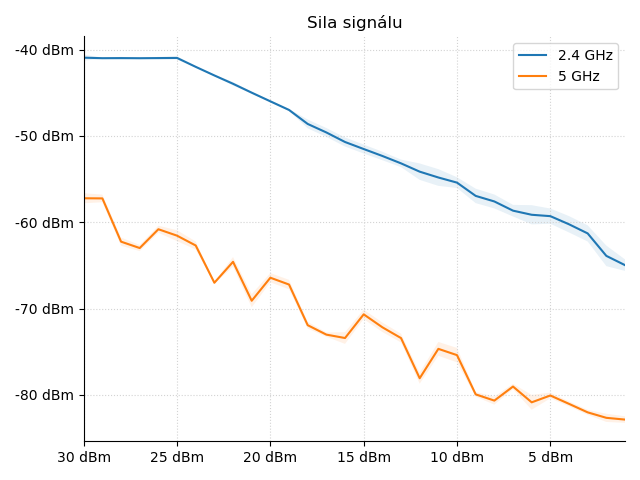 Sila signálu
2.4 GHz
5 GHz
-40 dBm
-50 dBm
-60 dBm
-70 dBm
-80 dBm
30 dBm 25 dBm 20 dBm 15 dBm 10 dBm 5 dBm